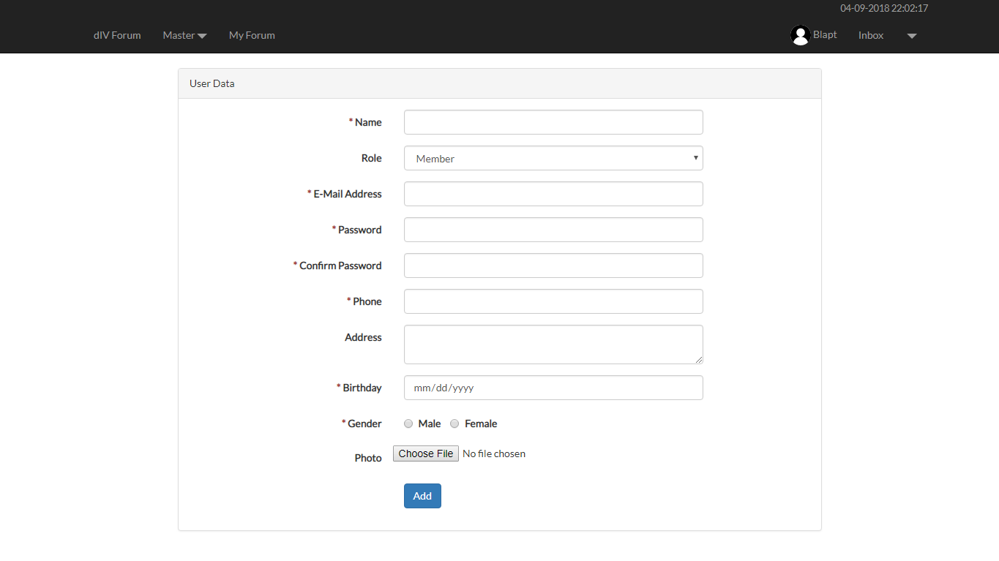 04-09-2018 22:02:17
dIV Forum Master My Forum Blapt Inbox
User Data
* Name
Role Member
* E-Mail Address
* Password
* Confirm Password
* Phone
Address
* Birthday mm/dd/yyyy
* Gender Male Female
Photo Choose File No file chosen
Add